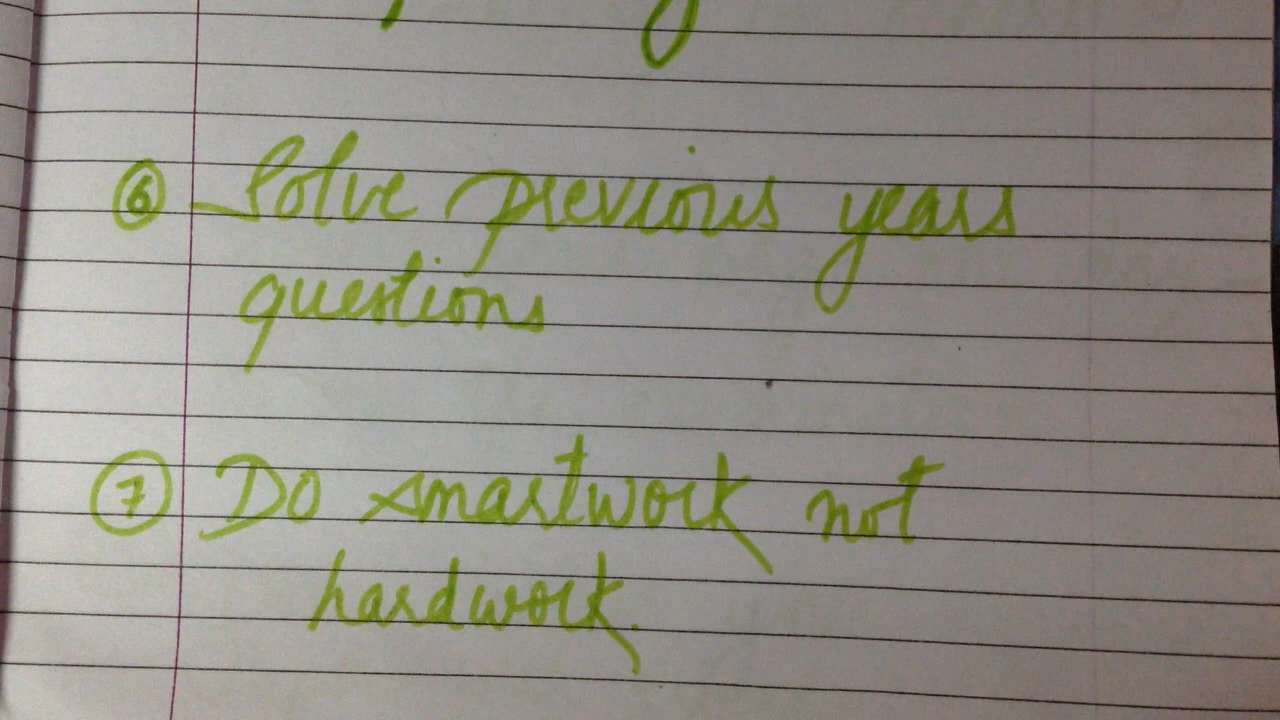 ⑥ Solve previous years
questions
⑦ Do smartwork not
hardwork.